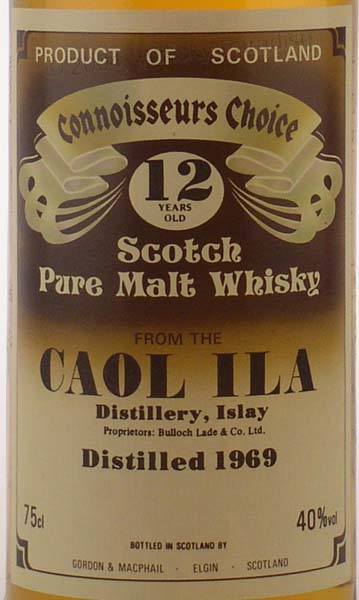 PRODUCT OF SCOTLAND
Connoisseurs Choice
12
YEARS
OLD
Scotch
Pure Malt Whisky
FROM THE
CAOL ILA
Distillery, Islay
Proprietors: Bulloch Lade & Co. Ltd.
Distilled 1969
75cl 40%vol
BOTTLED IN SCOTLAND BY
GORDON & MACPHAIL · ELGIN · SCOTLAND